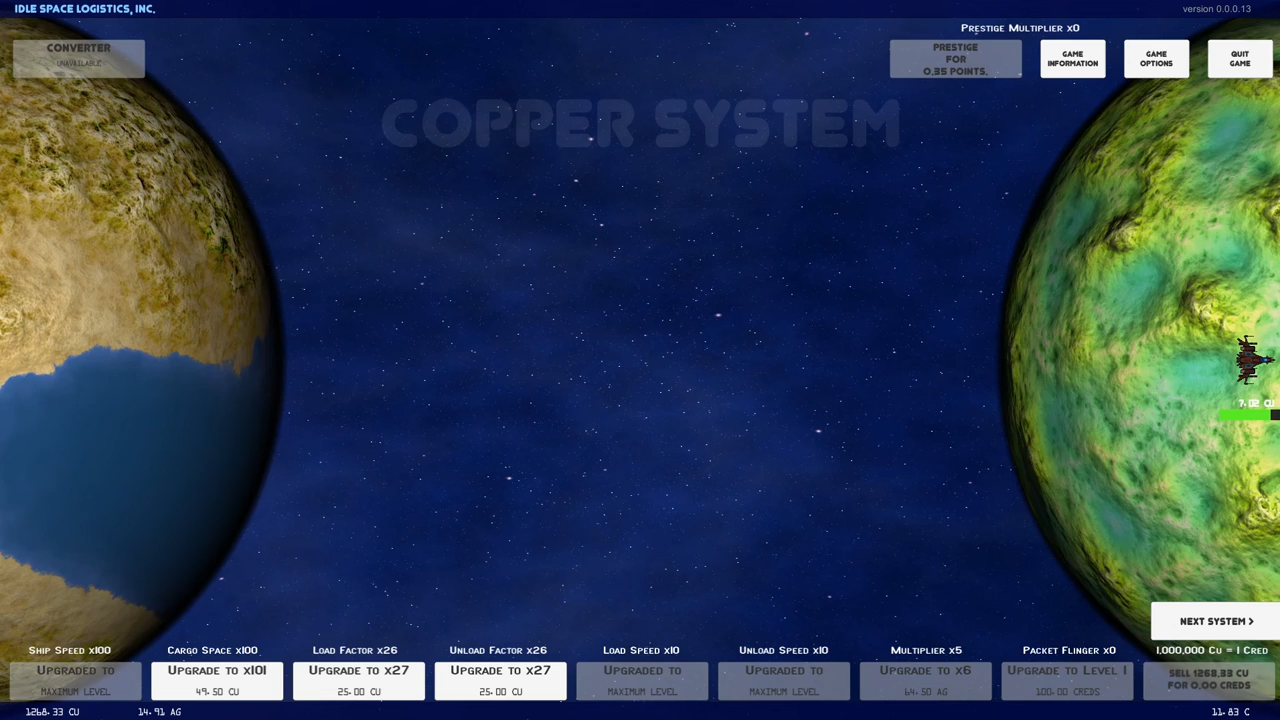 IDLE SPACE LOGISTICS, INC.
version 0.0.0.13
PRESTIGE MULTIPLIER X0
CONVERTER
UNAVAILABLE
PRESTIGE
FOR
0.35 POINTS.
GAME
INFORMATION
GAME
OPTIONS
QUIT
GAME
COPPER SYSTEM
7.02 CU
NEXT SYSTEM >
SHIP SPEED X100
CARGO SPACE X100
LOAD FACTOR X26
UNLOAD FACTOR X26
LOAD SPEED X10
UNLOAD SPEED X10
MULTIPLIER X5
PACKET FLINGER X0
1,000,000 CU = 1 CRED
UPGRADED TO
MAXIMUM LEVEL
UPGRADE TO X101
49.50 CU
UPGRADE TO X27
25.00 CU
UPGRADE TO X27
25.00 CU
UPGRADED TO
MAXIMUM LEVEL
UPGRADED TO
MAXIMUM LEVEL
UPGRADE TO X6
64.50 AG
UPGRADE TO LEVEL 1
100.00 CREDS
SELL 1268.33 CU
FOR 0.00 CREDS
1268.33 CU
14.91 AG
11.83 C